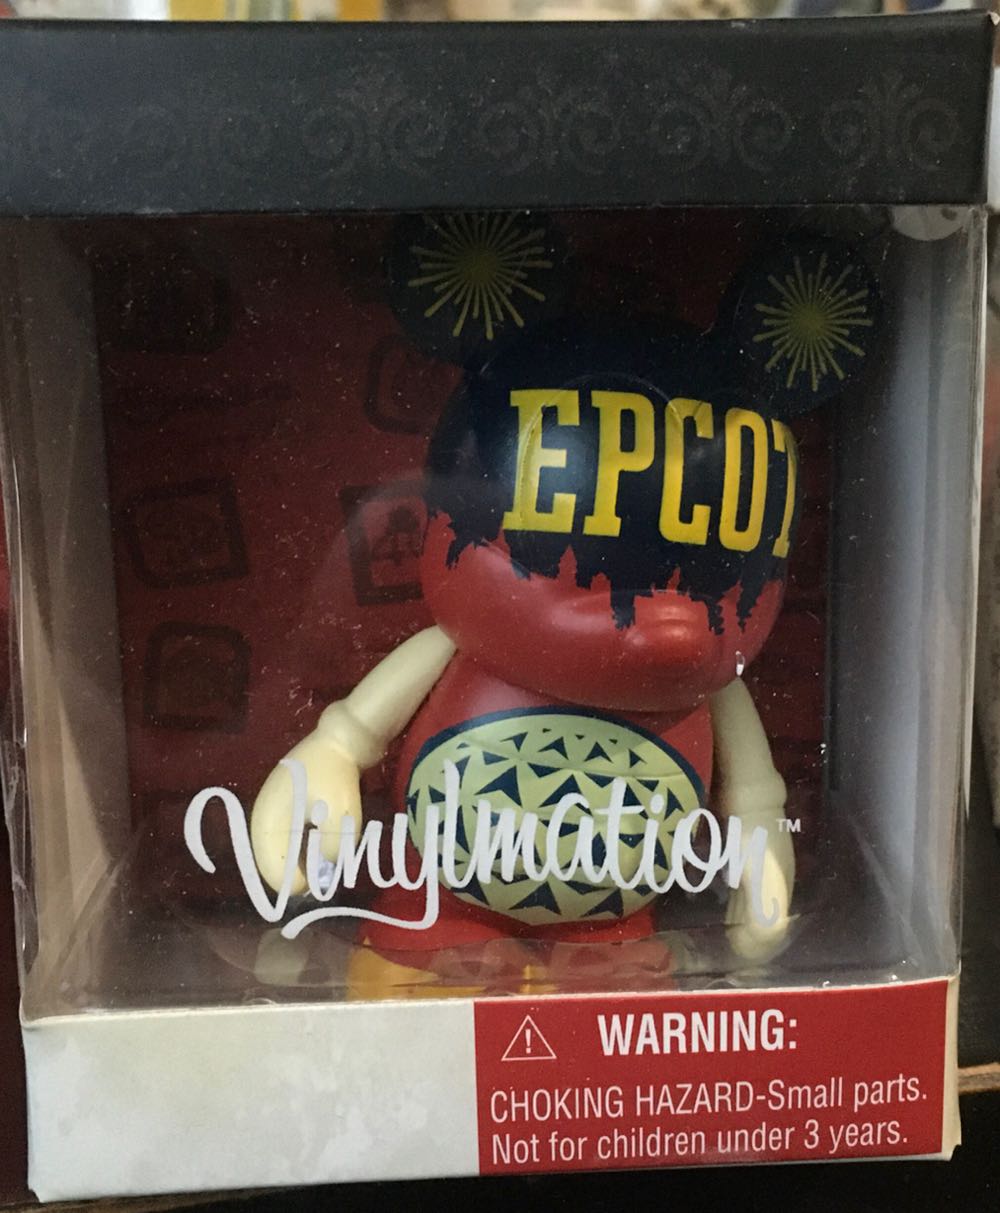 EPCOT
Vinylmation™
WARNING:
CHOKING HAZARD-Small parts.
Not for children under 3 years.